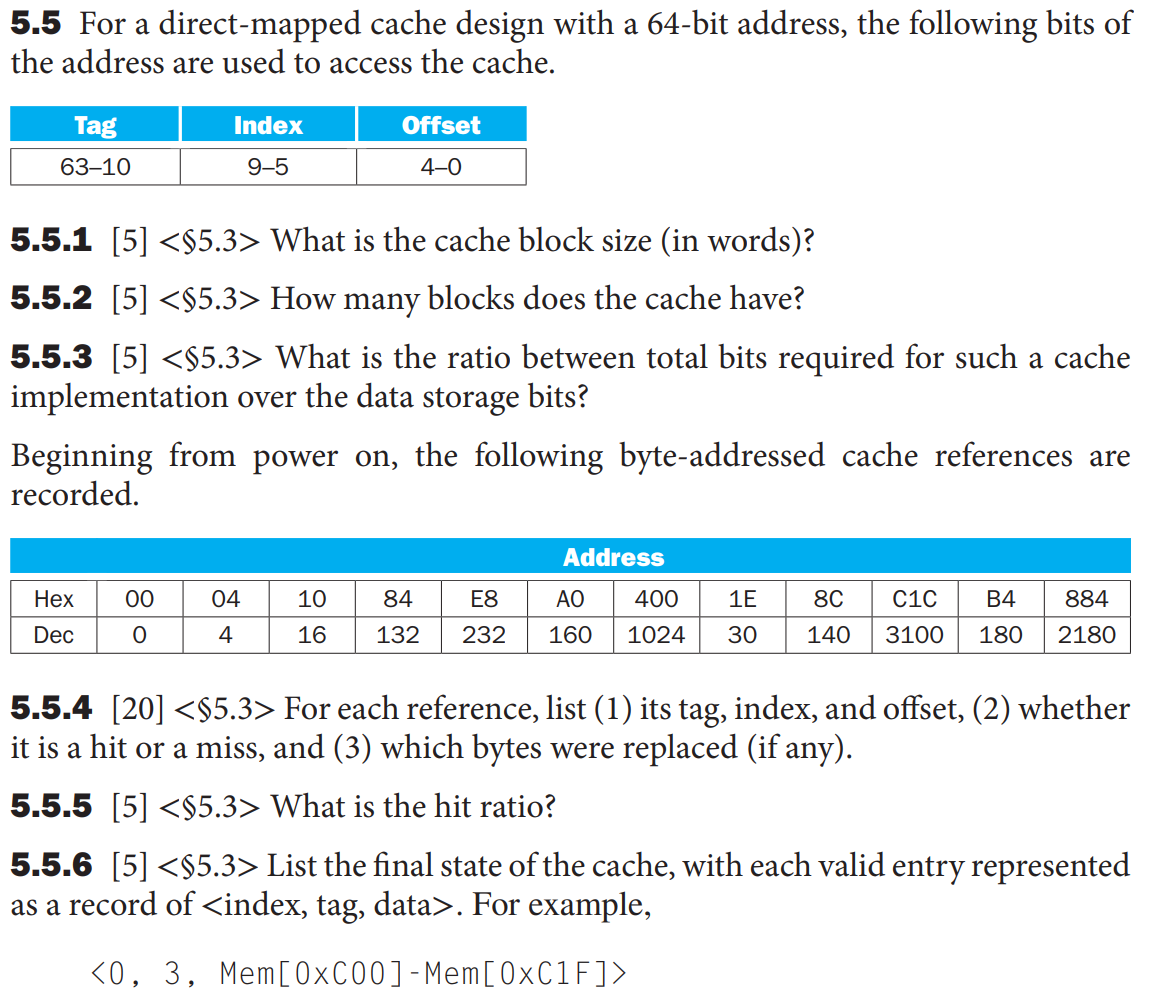 5.5 For a direct-mapped cache design with a 64-bit address, the following bits of
the address are used to access the cache.
Tag Index Offset
63–10 9–5 4–0
5.5.1 [5] <§5.3> What is the cache block size (in words)?
5.5.2 [5] <§5.3> How many blocks does the cache have?
5.5.3 [5] <§5.3> What is the ratio between total bits required for such a cache
implementation over the data storage bits?
Beginning from power on, the following byte-addressed cache references are
recorded.
Address
Hex 00 04 10 84 E8 A0 400 1E 8C C1C B4 884
Dec 0 4 16 132 232 160 1024 30 140 3100 180 2180
5.5.4 [20] <§5.3> For each reference, list (1) its tag, index, and offset, (2) whether
it is a hit or a miss, and (3) which bytes were replaced (if any).
5.5.5 [5] <§5.3> What is the hit ratio?
5.5.6 [5] <§5.3> List the final state of the cache, with each valid entry represented
as a record of <index, tag, data>. For example,
<0, 3, Mem[0xC00]-Mem[0xC1F]>